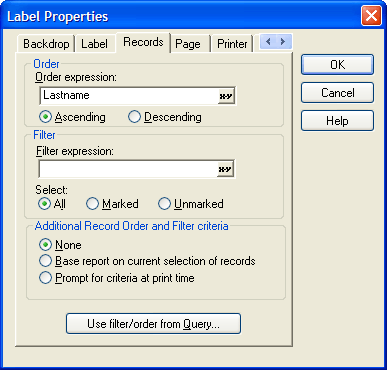 Label Properties
Backdrop Label Records Page Printer
Order
Order expression:
Lastname x=y
Ascending Descending
Filter
Filter expression:
x=y
Select:
All Marked Unmarked
Additional Record Order and Filter criteria
None
Base report on current selection of records
Prompt for criteria at print time
Use filter/order from Query...
OK
Cancel
Help